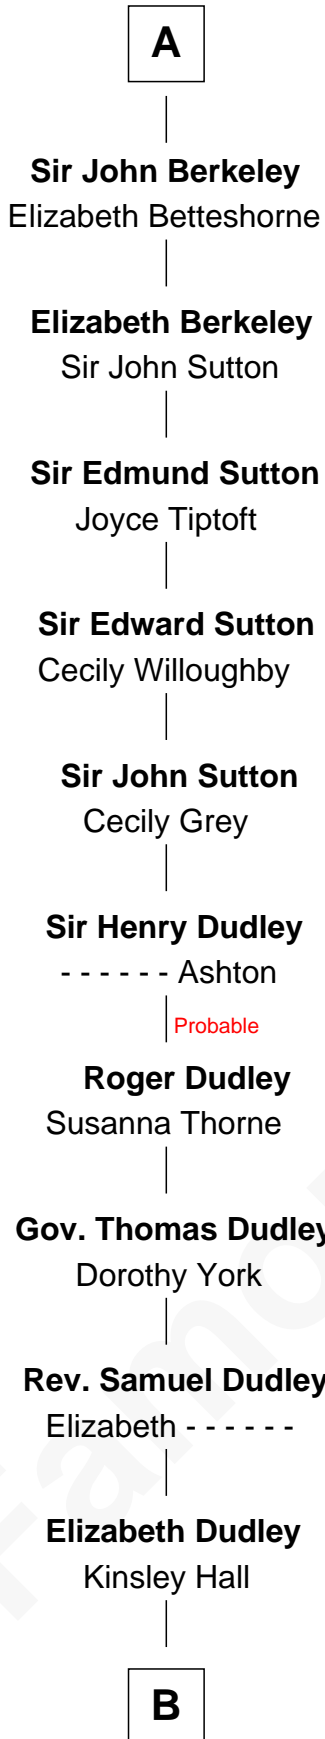 A
Sir John Berkeley
Elizabeth Betteshorne
Elizabeth Berkeley
Sir John Sutton
Sir Edmund Sutton
Joyce Tiptoft
Sir Edward Sutton
Cecily Willoughby
Sir John Sutton
Cecily Grey
Sir Henry Dudley
- - - - - - Ashton
Probable
Roger Dudley
Susanna Thorne
Gov. Thomas Dudley
Dorothy York
Rev. Samuel Dudley
Elizabeth - - - - - -
Elizabeth Dudley
Kinsley Hall
B